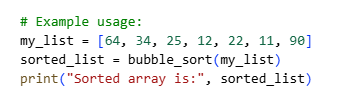 # Example usage:
my_list = [64, 34, 25, 12, 22, 11, 90]
sorted_list = bubble_sort(my_list)
print("Sorted array is:", sorted_list)